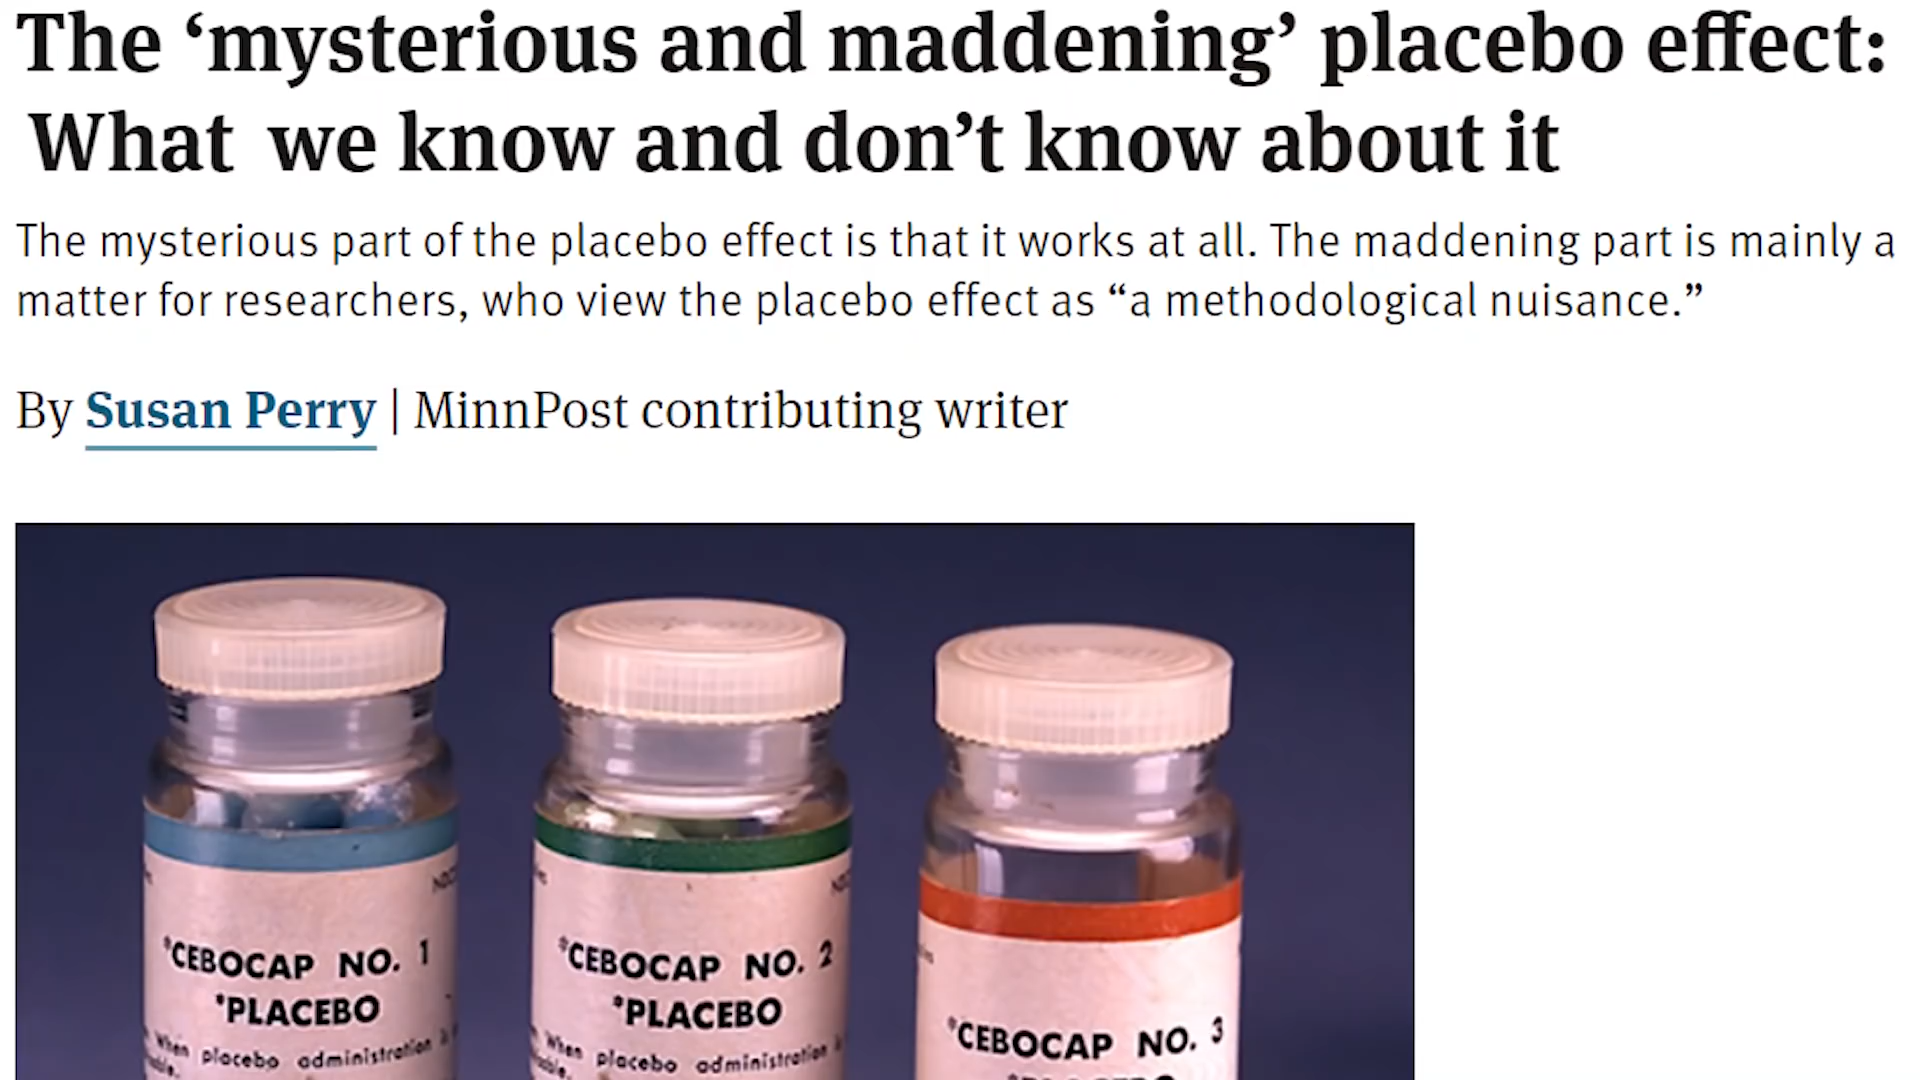 The ‘mysterious and maddening’ placebo effect:
What we know and don’t know about it
The mysterious part of the placebo effect is that it works at all. The maddening part is mainly a
matter for researchers, who view the placebo effect as “a methodological nuisance.”
By Susan Perry | MinnPost contributing writer
*CEBOCAP NO. 1
*PLACEBO
When placebo administration
*CEBOCAP NO. 2
*PLACEBO
When placebo administration
*CEBOCAP NO. 3